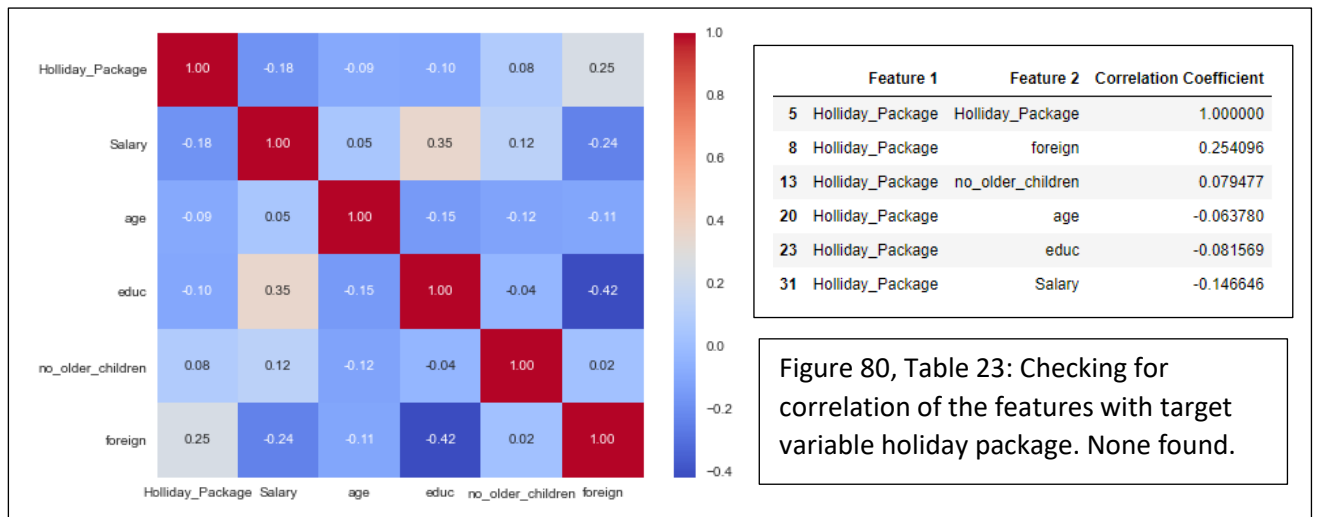 1.0
Holliday_Package 1.00 -0.18 -0.09 -0.10 0.08 0.25
0.8
Salary -0.18 1.00 0.05 0.35 0.12 -0.24
0.6
age -0.09 0.05 1.00 -0.15 -0.12 -0.11
0.4
educ -0.10 0.35 -0.15 1.00 -0.04 -0.42
0.2
0.0
no_older_children 0.08 0.12 -0.12 -0.04 1.00 0.02
−0.2
foreign 0.25 -0.24 -0.11 -0.42 0.02 1.00
−0.4
Holliday_Package Salary age educ no_older_children foreign
Feature 1 Feature 2 Correlation Coefficient
5 Holliday_Package Holliday_Package 1.000000
8 Holliday_Package foreign 0.254096
13 Holliday_Package no_older_children 0.079477
20 Holliday_Package age -0.063780
23 Holliday_Package educ -0.081569
31 Holliday_Package Salary -0.146646
Figure 80, Table 23: Checking for
correlation of the features with target
variable holiday package. None found.